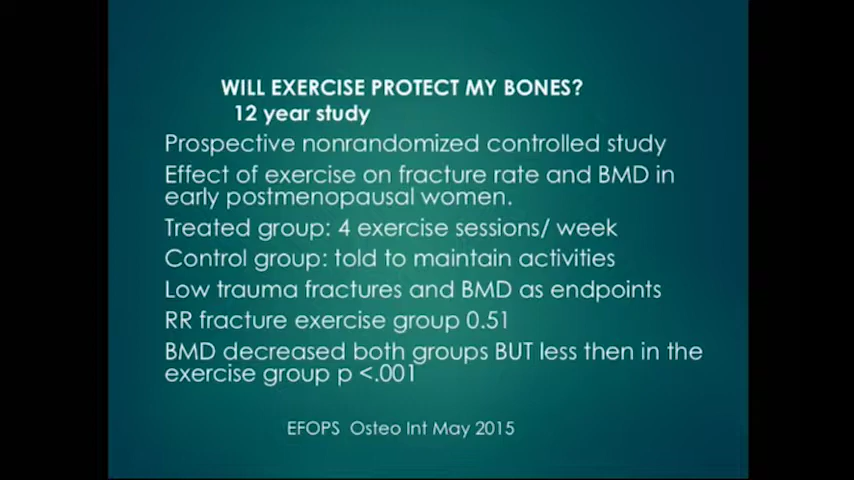 WILL EXERCISE PROTECT MY BONES?
12 year study
Prospective nonrandomized controlled study
Effect of exercise on fracture rate and BMD in
early postmenopausal women.
Treated group: 4 exercise sessions/ week
Control group: told to maintain activities
Low trauma fractures and BMD as endpoints
RR fracture exercise group 0.51
BMD decreased both groups BUT less then in the
exercise group p <.001
EFOPS Osteo Int May 2015